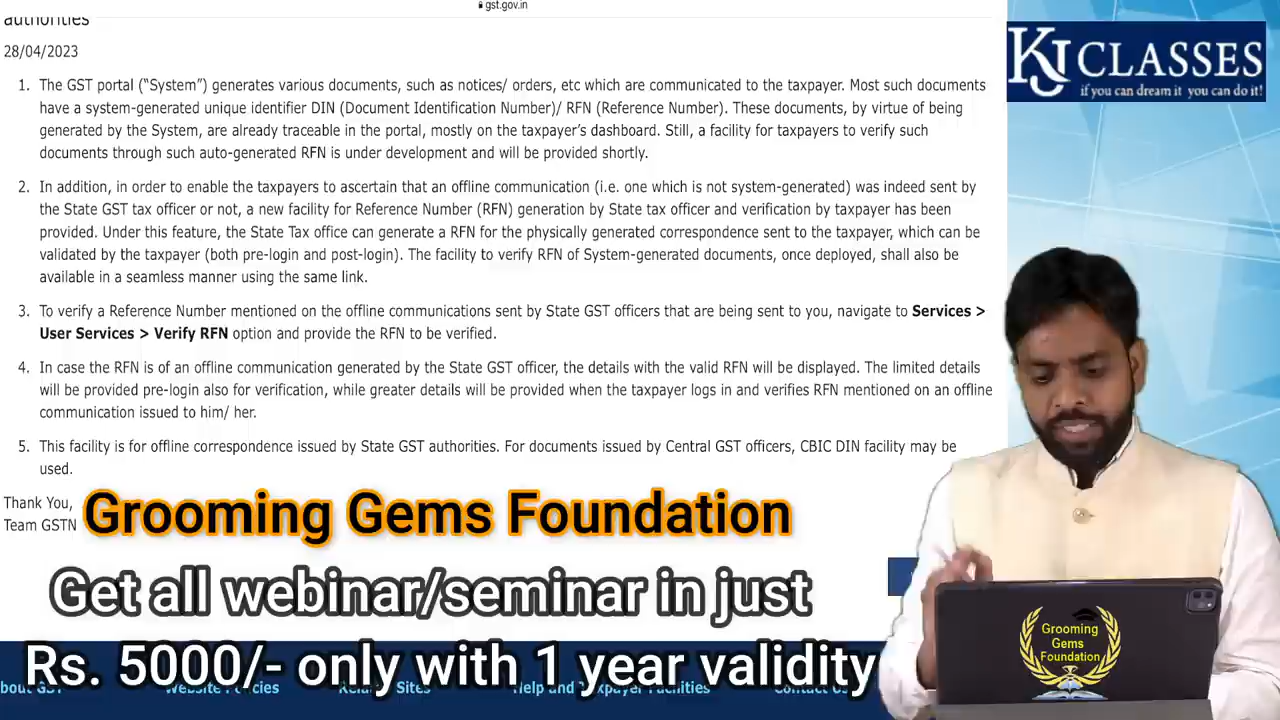 gst.gov.in
authorities
28/04/2023
1. The GST portal (“System”) generates various documents, such as notices/ orders, etc which are communicated to the taxpayer. Most such documents
have a system-generated unique identifier DIN (Document Identification Number)/ RFN (Reference Number). These documents, by virtue of being
generated by the System, are already traceable in the portal, mostly on the taxpayer’s dashboard. Still, a facility for taxpayers to verify such
documents through such auto-generated RFN is under development and will be provided shortly.
2. In addition, in order to enable the taxpayers to ascertain that an offline communication (i.e. one which is not system-generated) was indeed sent by
the State GST tax officer or not, a new facility for Reference Number (RFN) generation by State tax officer and verification by taxpayer has been
provided. Under this feature, the State Tax office can generate a RFN for the physically generated correspondence sent to the taxpayer, which can be
validated by the taxpayer (both pre-login and post-login). The facility to verify RFN of System-generated documents, once deployed, shall also be
available in a seamless manner using the same link.
3. To verify a Reference Number mentioned on the offline communications sent by State GST officers that are being sent to you, navigate to Services >
User Services > Verify RFN option and provide the RFN to be verified.
4. In case the RFN is of an offline communication generated by the State GST officer, the details with the valid RFN will be displayed. The limited details
will be provided pre-login also for verification, while greater details will be provided when the taxpayer logs in and verifies RFN mentioned on an offline
communication issued to him/ her.
5. This facility is for offline correspondence issued by State GST authorities. For documents issued by Central GST officers, CBIC DIN facility may be
used.
Thank You,
Team GSTN
Grooming Gems Foundation
Get all webinar/seminar in just
Rs. 5000/- only with 1 year validity
KJ CLASSES
if you can dream it you can do it!
Grooming
Gems
Foundation